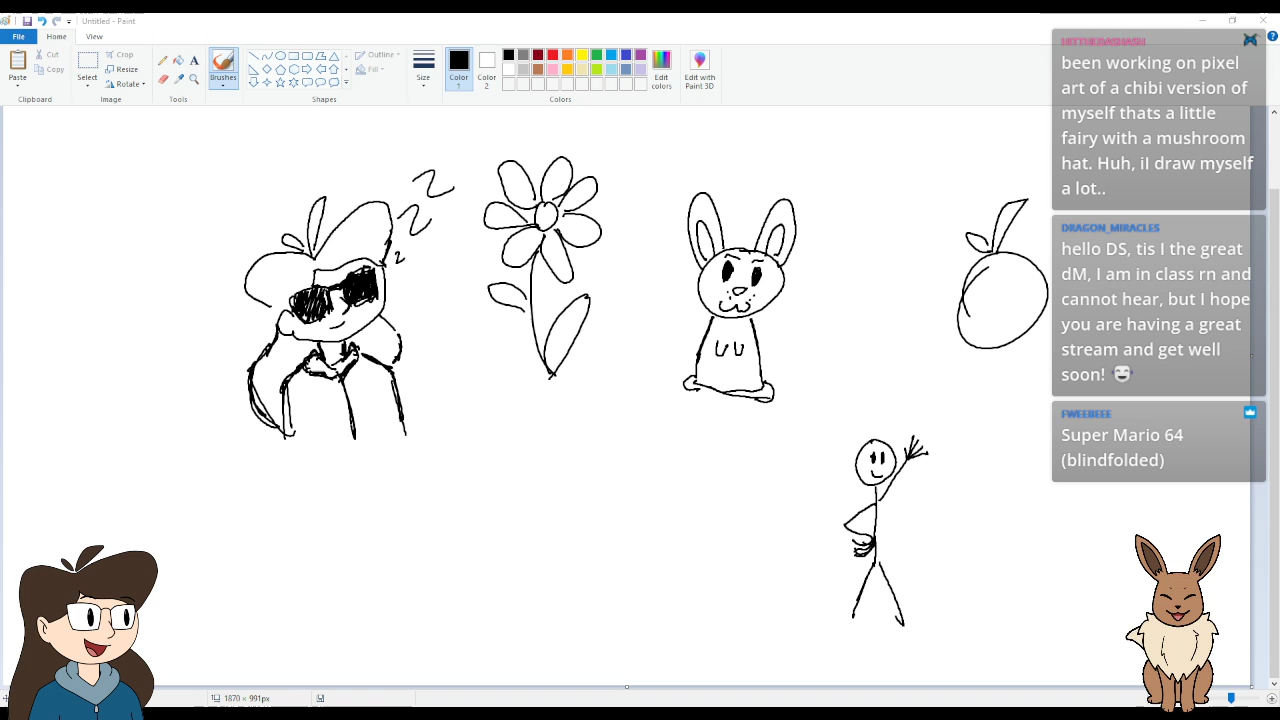 Untitled - Paint
File
Home
View
Paste
Cut
Copy
Clipboard
Select
Crop
Resize
Rotate
Image
A
Tools
Brushes
Outline
Fill
Shapes
Size
Color
1
Color
2
Edit
colors
Edit with
Paint 3D
Colors
been working on pixel
art of a chibi version of
myself thats a little
fairy with a mushroom
hat. Huh, iI draw myself
a lot..
DRAGON_MIRACLES
hello DS, tis I the great
dM, I am in class rn and
cannot hear, but I hope
you are having a great
stream and get well
soon!
FWEEBEEE
Super Mario 64
(blindfolded)
z z z
1870 × 991px